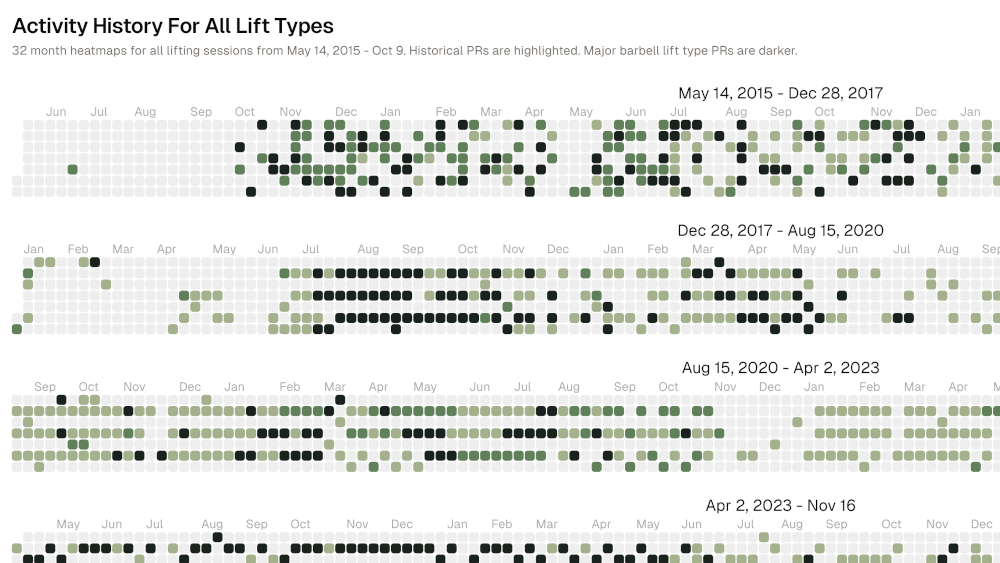 Activity History For All Lift Types
32 month heatmaps for all lifting sessions from May 14, 2015 - Oct 9. Historical PRs are highlighted. Major barbell lift type PRs are darker.
May 14, 2015 - Dec 28, 2017
Jun Jul Aug Sep Oct Nov Dec Jan Feb Mar Apr May Jun Jul Aug Sep Oct Nov Dec Jan
Dec 28, 2017 - Aug 15, 2020
Jan Feb Mar Apr May Jun Jul Aug Sep Oct Nov Dec Jan Feb Mar Apr May Jun Jul Aug Sep
Aug 15, 2020 - Apr 2, 2023
Sep Oct Nov Dec Jan Feb Mar Apr May Jun Jul Aug Sep Oct Nov Dec Jan Feb Mar Apr M
Apr 2, 2023 - Nov 16
May Jun Jul Aug Sep Oct Nov Dec Jan Feb Mar Apr May Jun Jul Aug Sep Oct Nov Dec